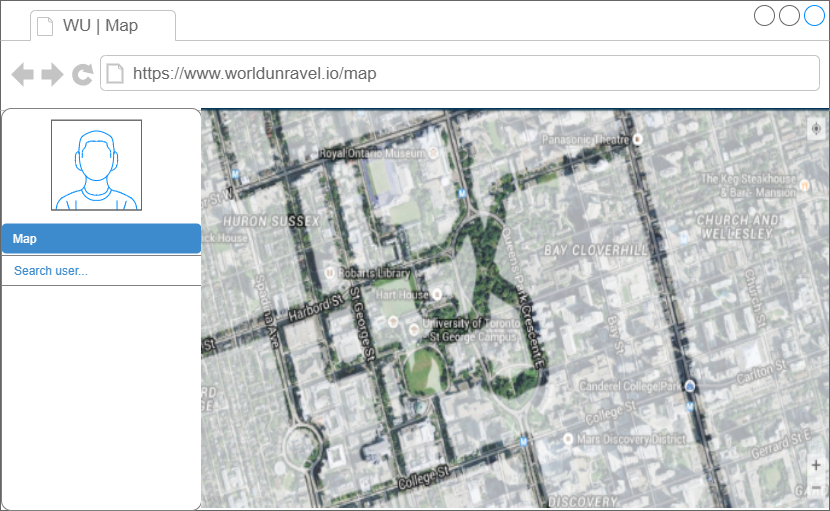 WU | Map
https://www.worldunravel.io/map
Map
Search user...
Panasonic Theatre
Royal Ontario Museum
The Keg Steakhouse
& Bar - Mansion
HURON SUSSEX
CHURCH AND
WELLESLEY
BAY CLOVERHILL
Queens Park Crescent E
Robarts Library
Hart House
Harbord St
St George St
Spadina Ave
University of Toronto
St George Campus
Bay St
Church St
Carlton St
Canderel College Park
College St
Mars Discovery District
Gerrard St E
College St
DISCOVERY
+
−